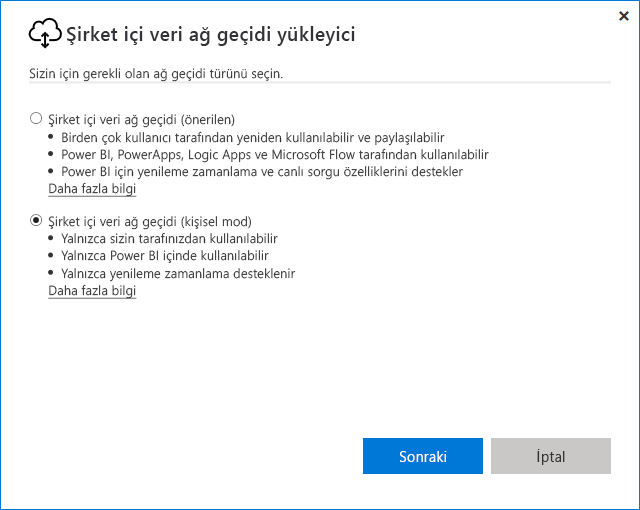 Şirket içi veri ağ geçidi yükleyici
Sizin için gerekli olan ağ geçidi türünü seçin.
Şirket içi veri ağ geçidi (önerilen)
• Birden çok kullanıcı tarafından yeniden kullanılabilir ve paylaşılabilir
• Power BI, PowerApps, Logic Apps ve Microsoft Flow tarafından kullanılabilir
• Power BI için yenileme zamanlama ve canlı sorgu özelliklerini destekler
Daha fazla bilgi
Şirket içi veri ağ geçidi (kişisel mod)
• Yalnızca sizin tarafınızdan kullanılabilir
• Yalnızca Power BI içinde kullanılabilir
• Yalnızca yenileme zamanlama desteklenir
Daha fazla bilgi
Sonraki
İptal